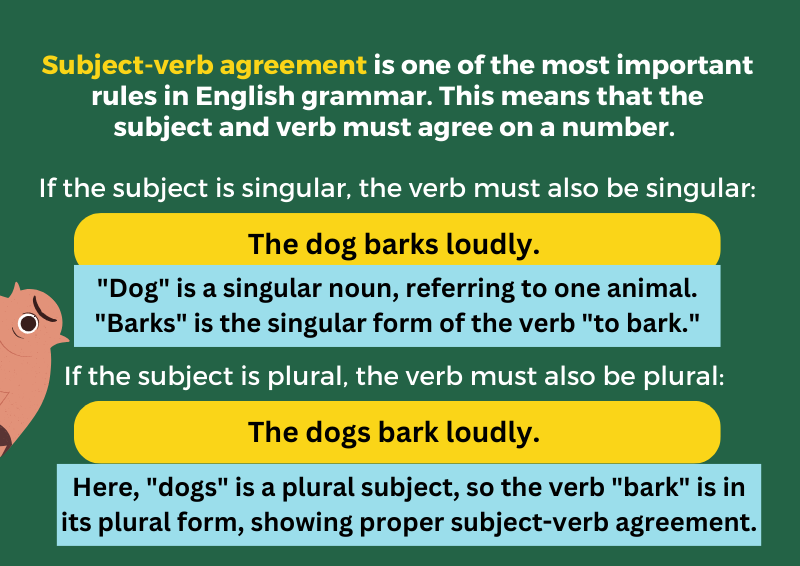 Subject-verb agreement is one of the most important
rules in English grammar. This means that the
subject and verb must agree on a number.
If the subject is singular, the verb must also be singular:
The dog barks loudly.
"Dog" is a singular noun, referring to one animal.
"Barks" is the singular form of the verb "to bark."
If the subject is plural, the verb must also be plural:
The dogs bark loudly.
Here, "dogs" is a plural subject, so the verb "bark" is in
its plural form, showing proper subject-verb agreement.